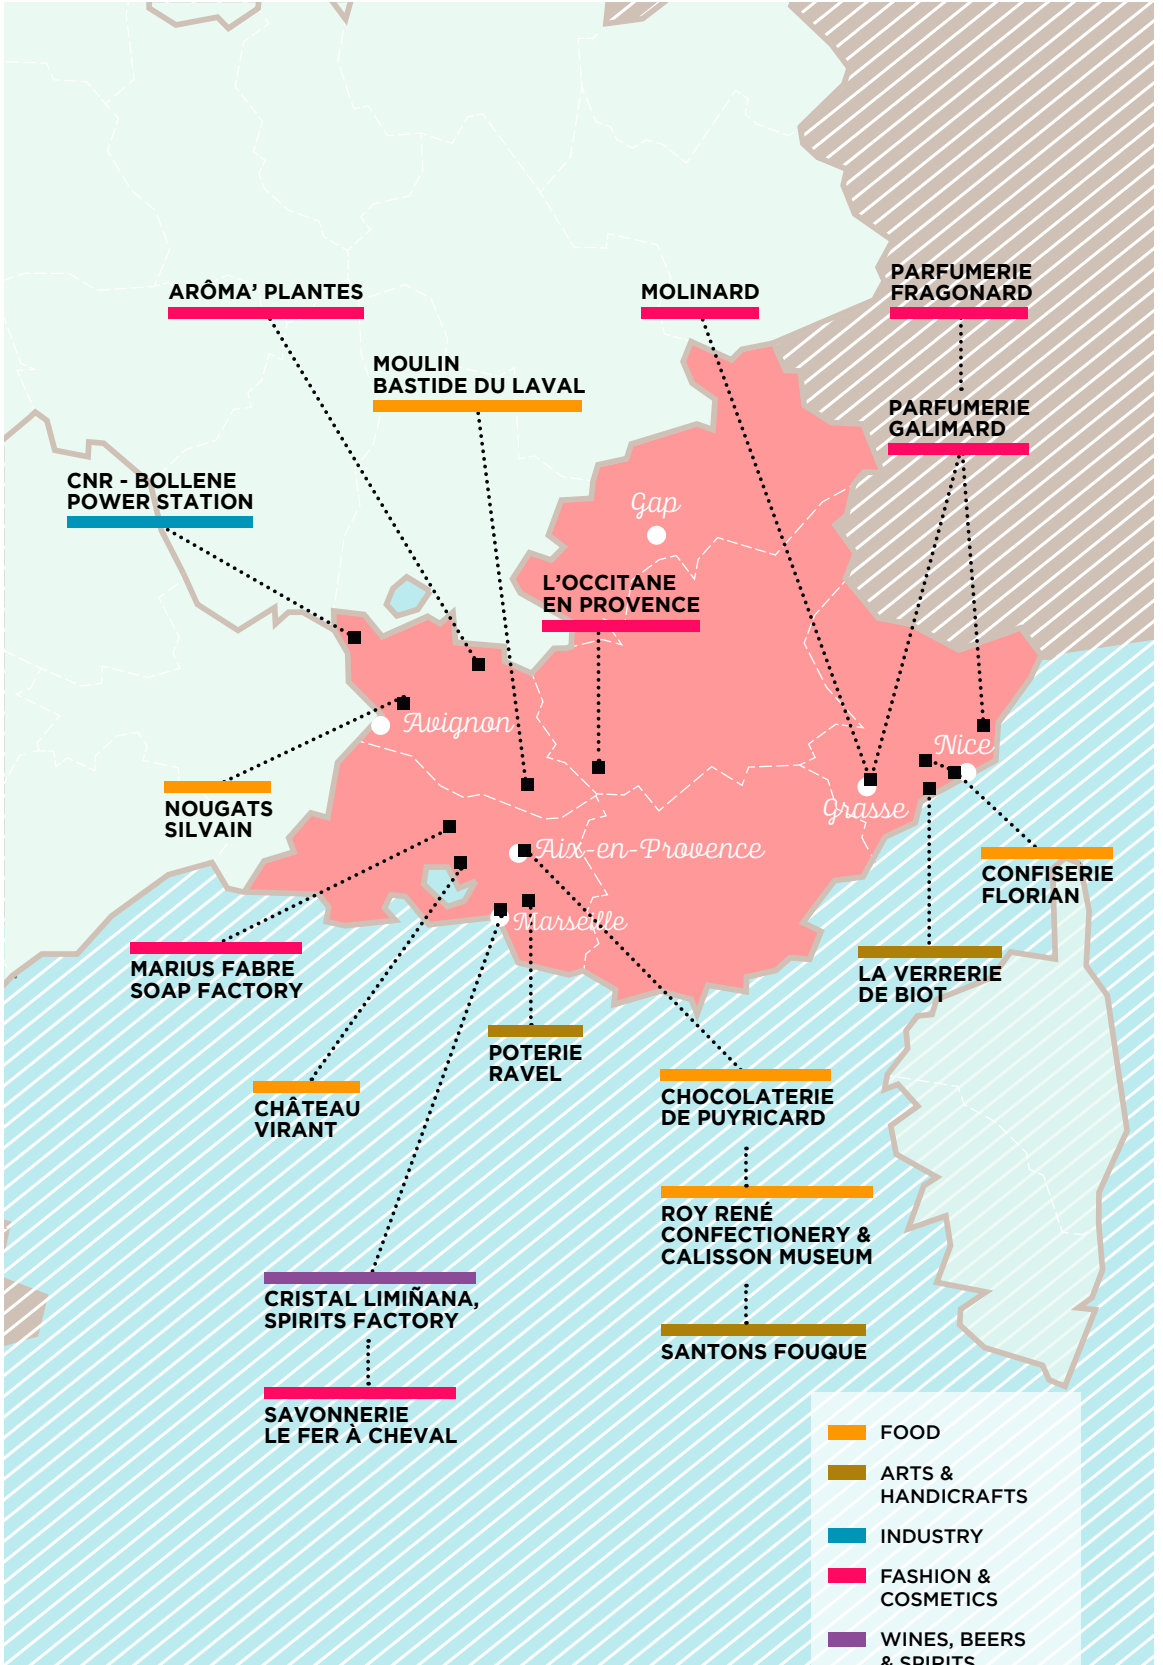 PARFUMERIE
FRAGONARD
ARÔMA’ PLANTES
MOLINARD
MOULIN
BASTIDE DU LAVAL
PARFUMERIE
GALIMARD
CNR - BOLLENE
POWER STATION
Gap
L’OCCITANE
EN PROVENCE
Avignon
Nice
NOUGATS
SILVAIN
Grasse
Aix-en-Provence
CONFISERIE
FLORIAN
Marseille
MARIUS FABRE
SOAP FACTORY
LA VERRERIE
DE BIOT
POTERIE
RAVEL
CHÂTEAU
VIRANT
CHOCOLATERIE
DE PUYRICARD
ROY RENÉ
CONFECTIONERY &
CALISSON MUSEUM
CRISTAL LIMIÑANA,
SPIRITS FACTORY
SANTONS FOUQUE
SAVONNERIE
LE FER À CHEVAL
FOOD
ARTS &
HANDICRAFTS
INDUSTRY
FASHION &
COSMETICS
WINES, BEERS
& SPIRITS